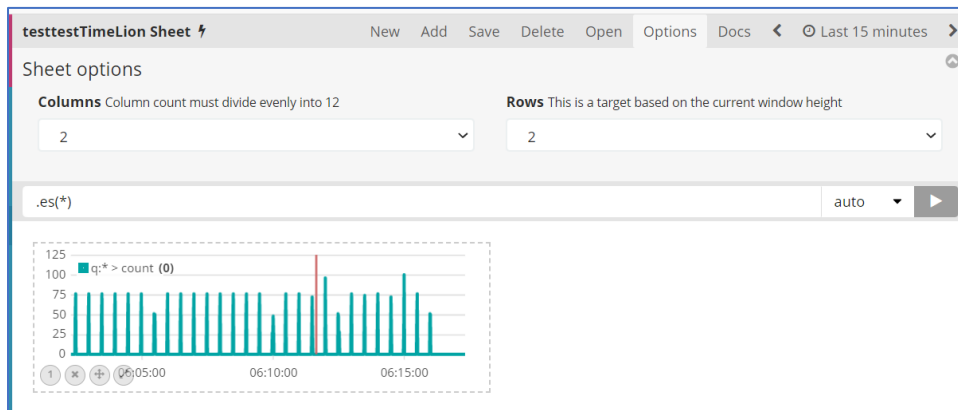 testtestTimeLion Sheet New Add Save Delete Open Options Docs Last 15 minutes
Sheet options
Columns Column count must divide evenly into 12 Rows This is a target based on the current window height
2 2
.es(*) auto
125
q:* > count (0)
100
75
50
25
0
1 06:05:00 06:10:00 06:15:00